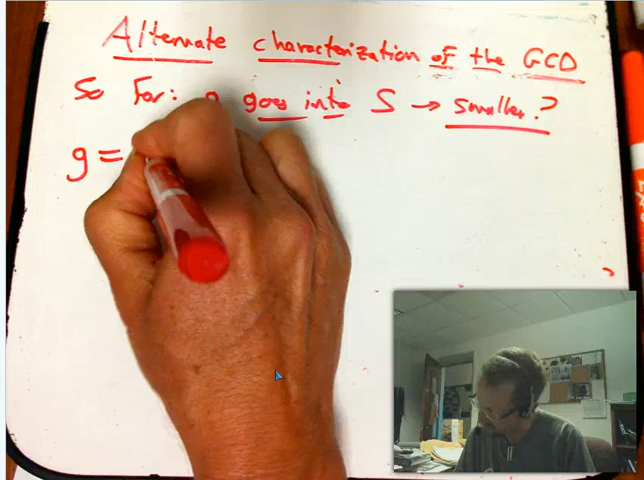 Alternate characterization of the GCD
So Far: g goes into S → smaller?
g =